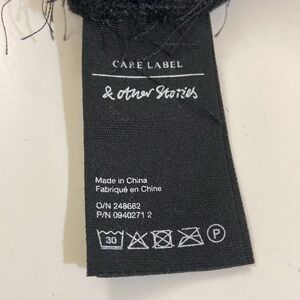 CARE LABEL
& other Stories
Made in China
Fabriqué en Chine
O/N 248682
P/N 0940271 2
30
P